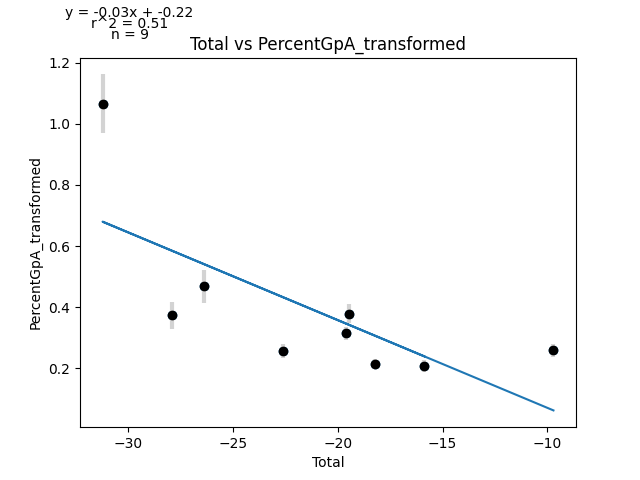 y = -0.03x + -0.22
r^2 = 0.51
n = 9
Total vs PercentGpA_transformed
PercentGpA_transformed
1.2
1.0
0.8
0.6
0.4
0.2
−30
−25
−20
−15
−10
Total